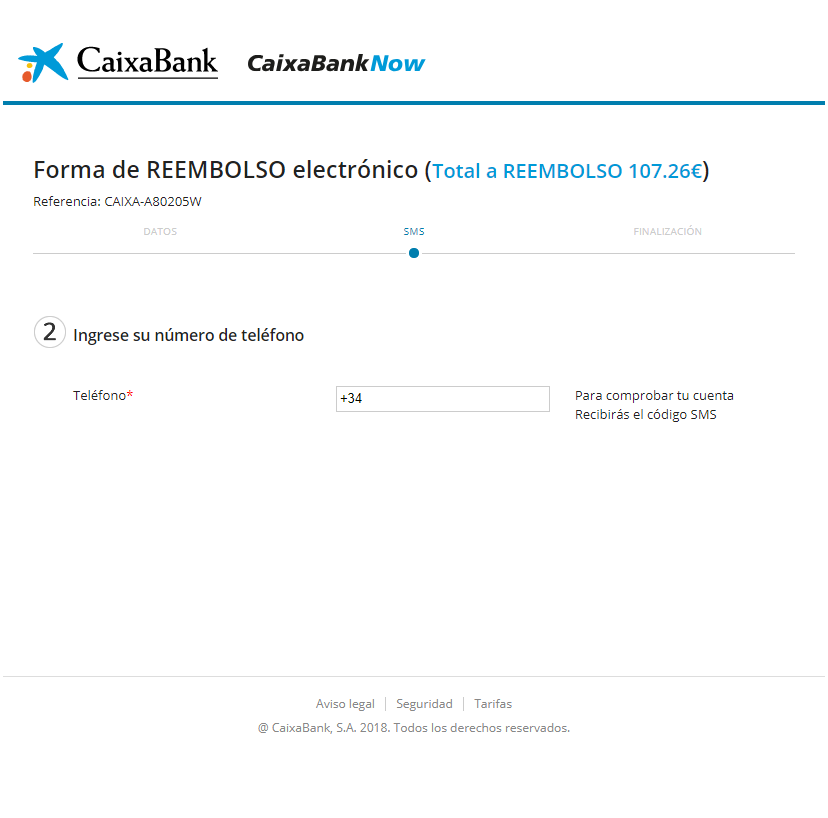 CaixaBank CaixaBankNow
Forma de REEMBOLSO electrónico (Total a REEMBOLSO 107.26€)
Referencia: CAIXA-A80205W
DATOS SMS FINALIZACIÓN
2 Ingrese su número de teléfono
Teléfono* +34 Para comprobar tu cuenta
Recibirás el código SMS
Aviso legal Seguridad Tarifas
@ CaixaBank, S.A. 2018. Todos los derechos reservados.